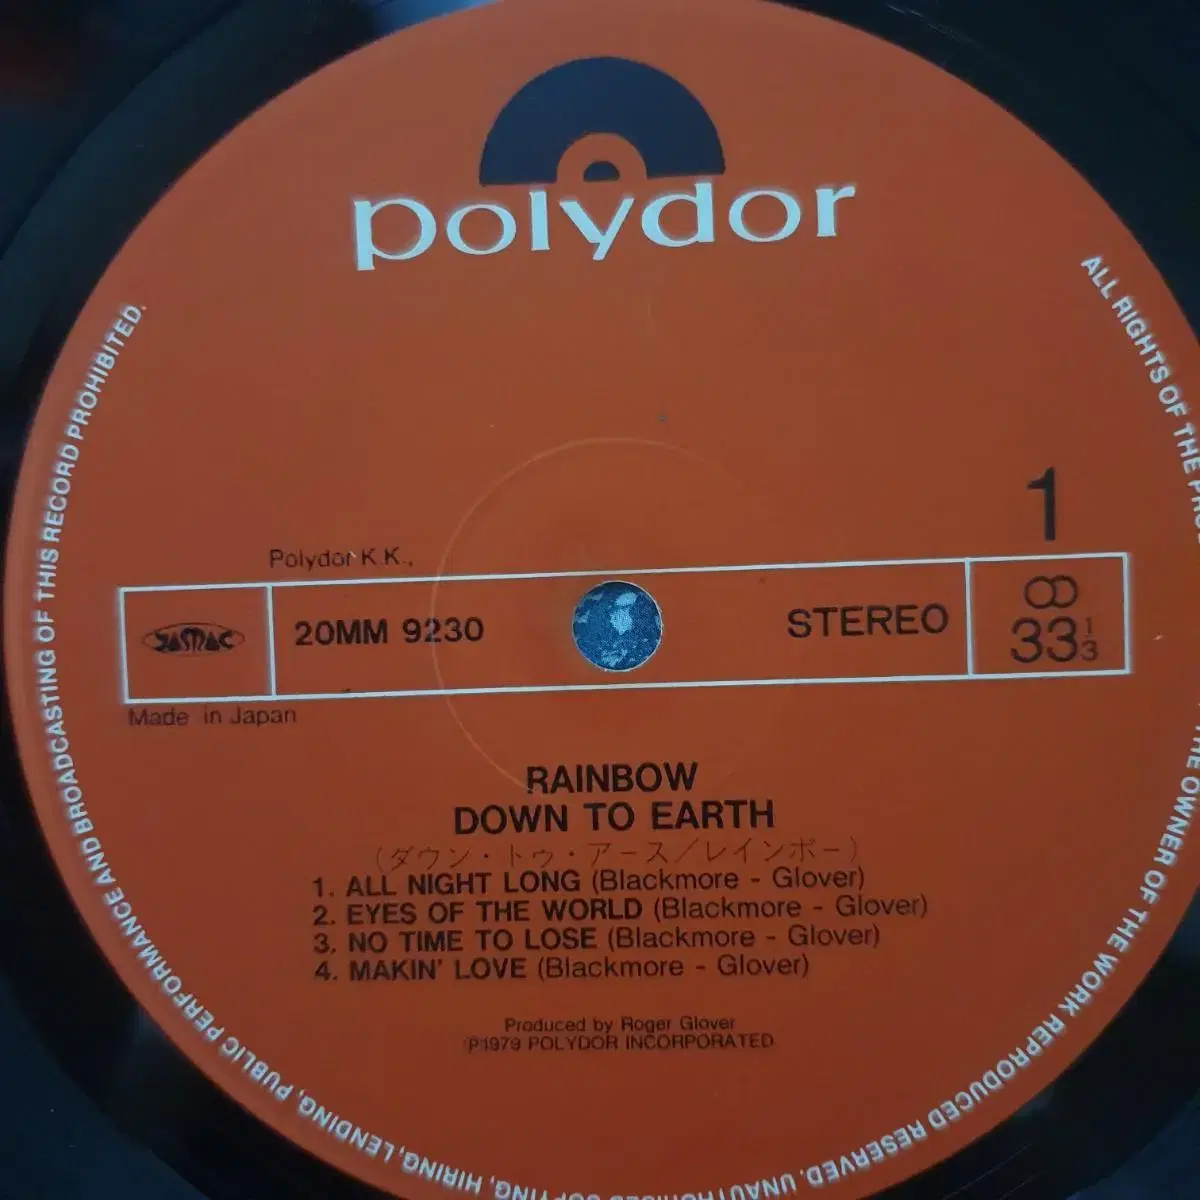 polydor
1
Polydor K.K.,
JASRAC
20MM 9230
STEREO
33 1/3
Made in Japan
RAINBOW
DOWN TO EARTH
(ダウン・トゥ・アース/レインボー)
1. ALL NIGHT LONG (Blackmore - Glover)
2. EYES OF THE WORLD (Blackmore - Glover)
3. NO TIME TO LOSE (Blackmore - Glover)
4. MAKIN' LOVE (Blackmore - Glover)
Produced by Roger Glover
℗1979 POLYDOR INCORPORATED
ALL RIGHTS OF THE
THE OWNER OF THE WORK REPRODUCED RESERVED. UNAUTHORISED COPYING, HIRING, LENDING, PUBLIC PERFORMANCE AND BROADCASTING OF THIS RECORD PROHIBITED.